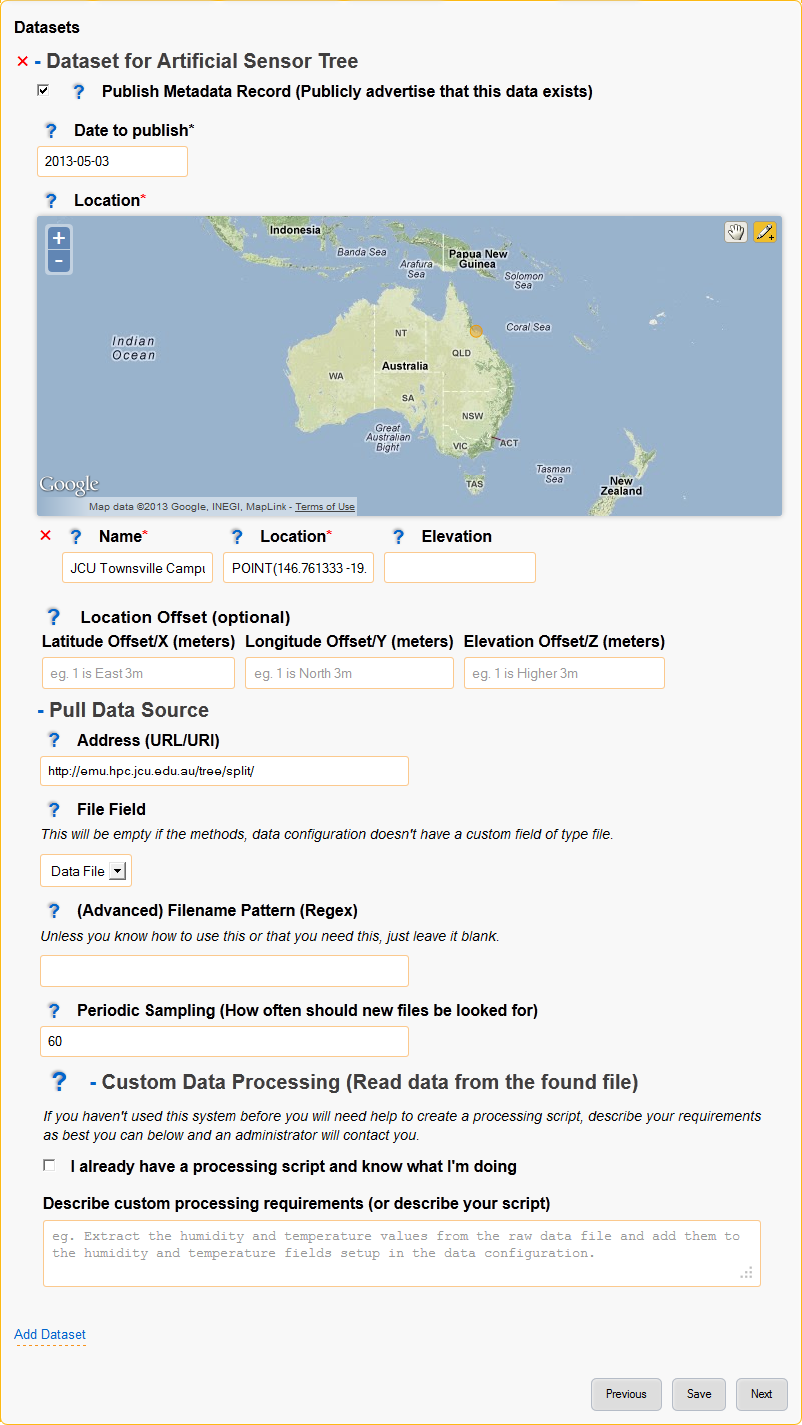 Datasets
✕ - Dataset for Artificial Sensor Tree
? Publish Metadata Record (Publicly advertise that this data exists)
? Date to publish*
2013-05-03
? Location*
+
−
Indonesia
Banda Sea
Arafura
Sea
Papua New
Guinea
Solomon
Sea
Indian
Ocean
Coral Sea
NT
QLD
Australia
WA
SA
NSW
Great
Australian
Bight
VIC
ACT
TAS
Tasman
Sea
New
Zealand
Google
Map data ©2013 Google, INEGI, MapLink - Terms of Use
✕ ? Name* ? Location* ? Elevation
JCU Townsville Campu POINT(146.761333 -19.
? Location Offset (optional)
Latitude Offset/X (meters) Longitude Offset/Y (meters) Elevation Offset/Z (meters)
eg. 1 is East 3m eg. 1 is North 3m eg. 1 is Higher 3m
- Pull Data Source
? Address (URL/URI)
http://emu.hpc.jcu.edu.au/tree/split/
? File Field
This will be empty if the methods, data configuration doesn't have a custom field of type file.
Data File
? (Advanced) Filename Pattern (Regex)
Unless you know how to use this or that you need this, just leave it blank.
? Periodic Sampling (How often should new files be looked for)
60
? - Custom Data Processing (Read data from the found file)
If you haven't used this system before you will need help to create a processing script, describe your requirements
as best you can below and an administrator will contact you.
I already have a processing script and know what I'm doing
Describe custom processing requirements (or describe your script)
eg. Extract the humidity and temperature values from the raw data file and add them to
the humidity and temperature fields setup in the data configuration.
Add Dataset
Previous Save Next